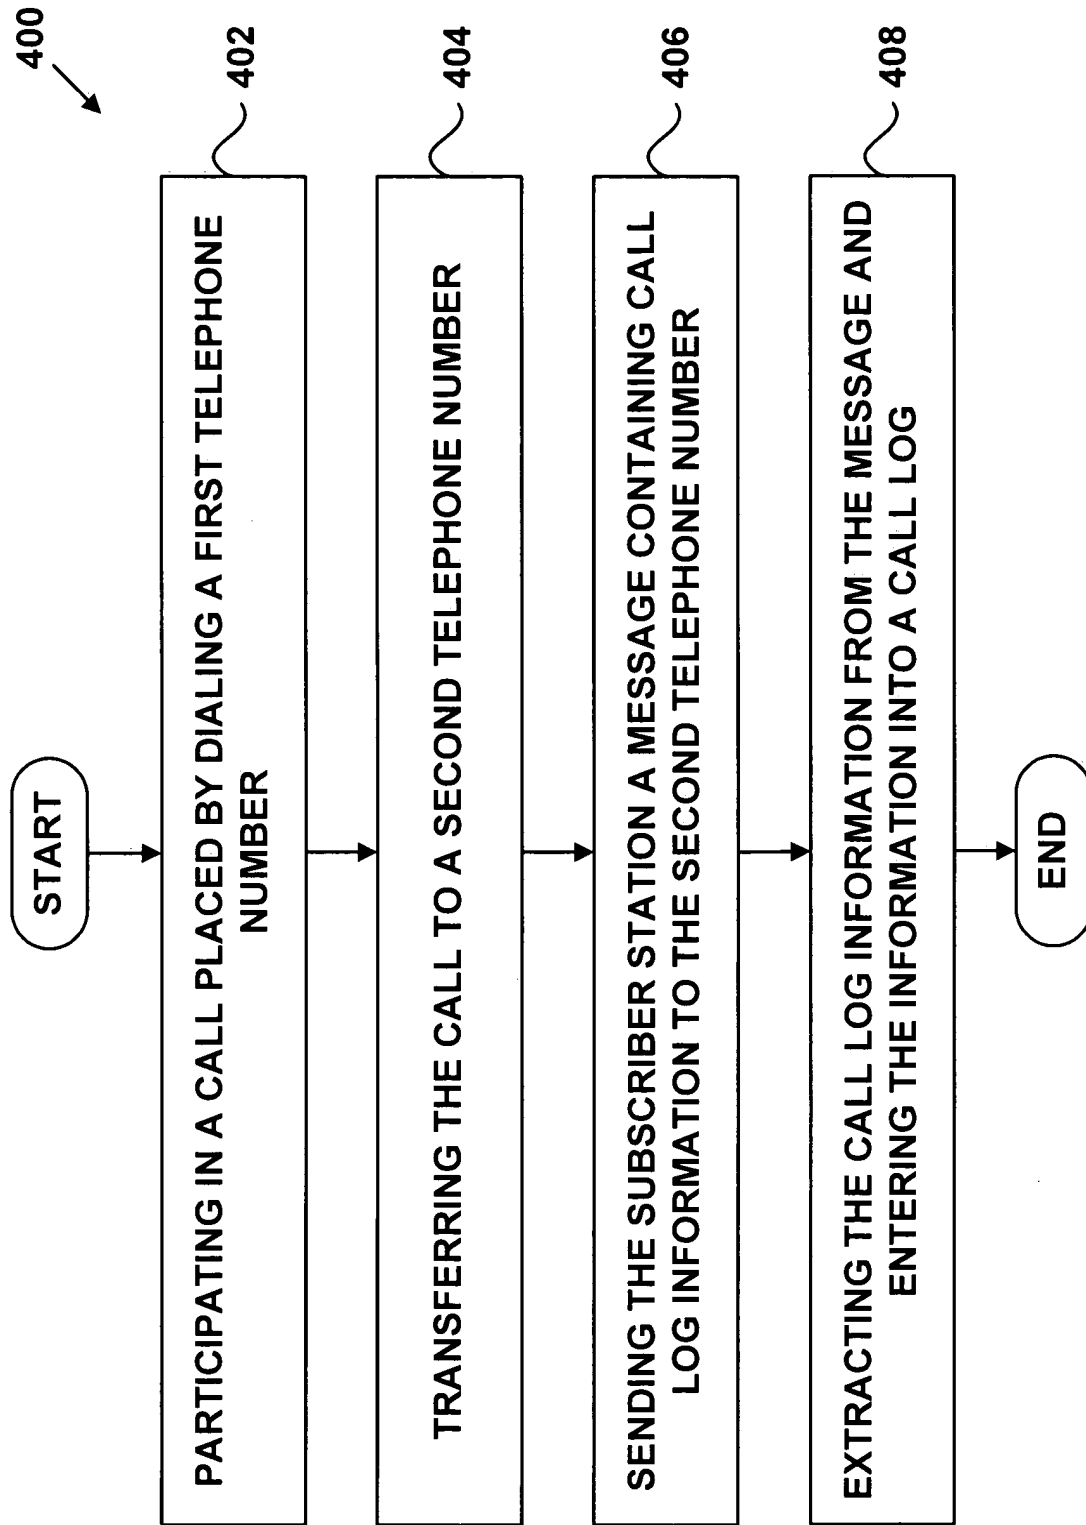 400
START
PARTICIPATING IN A CALL PLACED BY DIALING A FIRST TELEPHONE
NUMBER
402
TRANSFERRING THE CALL TO A SECOND TELEPHONE NUMBER
404
SENDING THE SUBSCRIBER STATION A MESSAGE CONTAINING CALL
LOG INFORMATION TO THE SECOND TELEPHONE NUMBER
406
EXTRACTING THE CALL LOG INFORMATION FROM THE MESSAGE AND
ENTERING THE INFORMATION INTO A CALL LOG
408
END